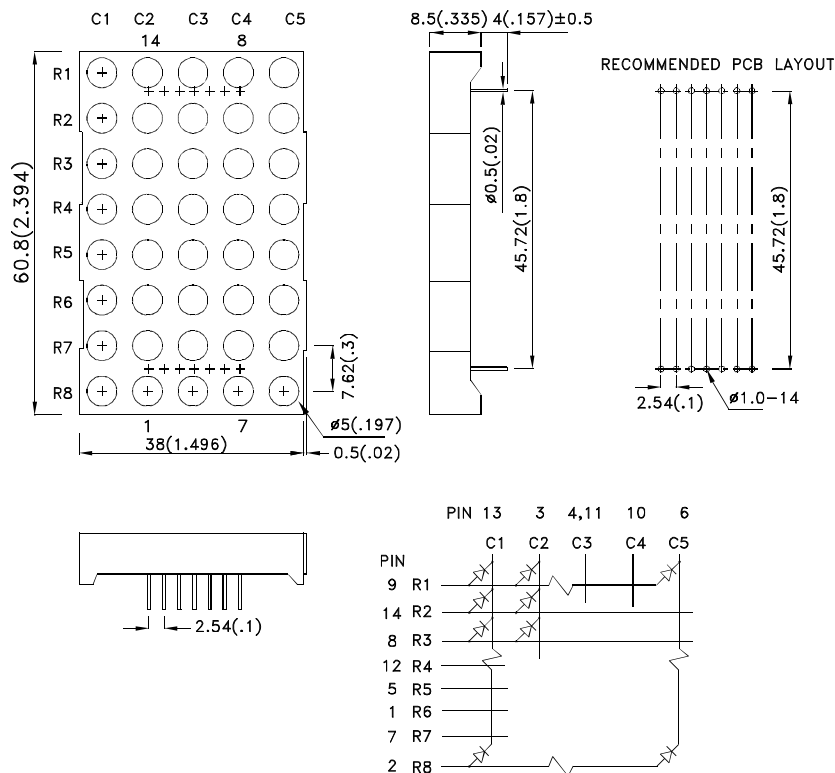 C1 C2 C3 C4 C5
14 8
R1
R2
R3
R4
R5
R6
R7
R8
60.8(2.394)
7.62(.3)
1 7
ø5(.197)
38(1.496)
0.5(.02)
8.5(.335) 4(.157)±0.5
ø0.5(.02)
45.72(1.8)
RECOMMENDED PCB LAYOUT
45.72(1.8)
2.54(.1)
ø1.0-14
2.54(.1)
PIN 13 3 4,11 10 6
C1 C2 C3 C4 C5
PIN
9 R1
14 R2
8 R3
12 R4
5 R5
1 R6
7 R7
2 R8